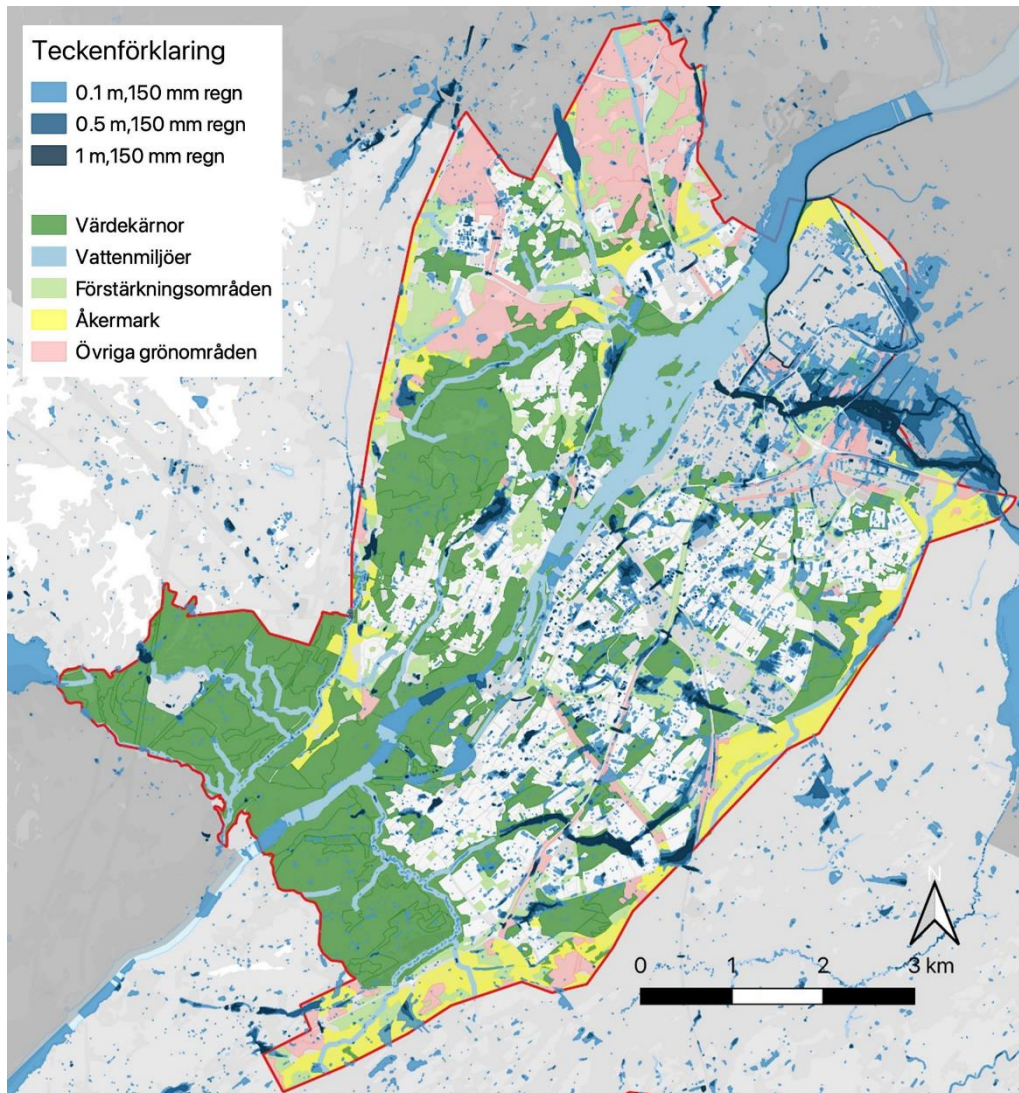 Teckenförklaring
0.1 m,150 mm regn
0.5 m,150 mm regn
1 m,150 mm regn
Värdekärnor
Vattenmiljöer
Förstärkningsområden
Åkermark
Övriga grönområden
N
0 1 2 3 km